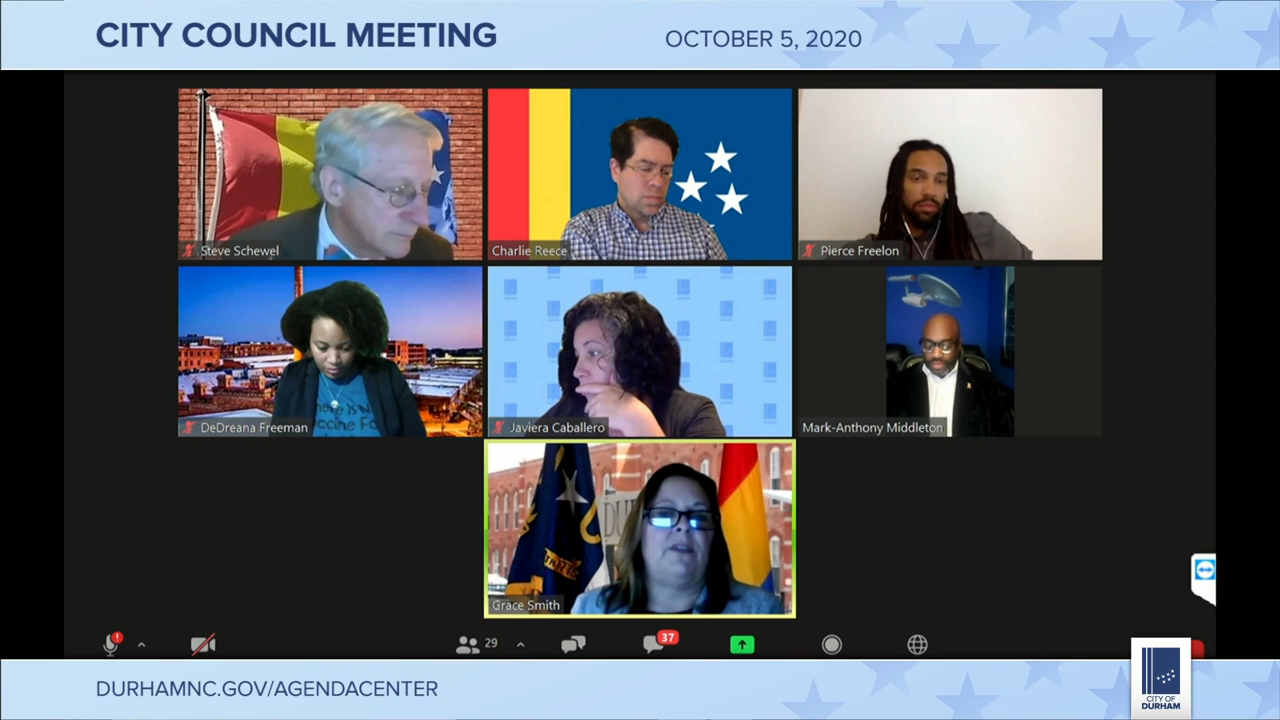 CITY COUNCIL MEETING
OCTOBER 5, 2020
Steve Schewel
Charlie Reece
Pierce Freelon
DeDreana Freeman
Javiera Caballero
Mark-Anthony Middleton
Grace Smith
29
37
DURHAMNC.GOV/AGENDACENTER
CITY OF
DURHAM